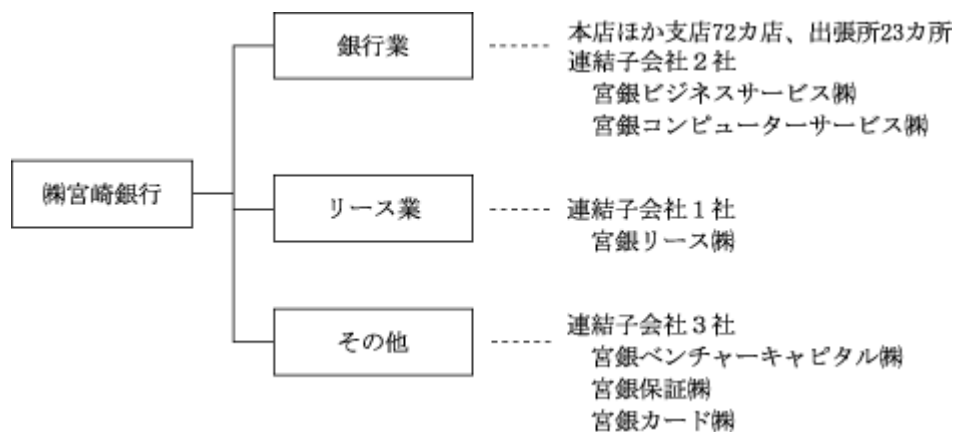 銀行業
本店ほか支店72カ店、出張所23カ所
連結子会社２社
宮銀ビジネスサービス㈱
宮銀コンピューターサービス㈱
㈱宮崎銀行
リース業
連結子会社１社
宮銀リース㈱
その他
連結子会社３社
宮銀ベンチャーキャピタル㈱
宮銀保証㈱
宮銀カード㈱